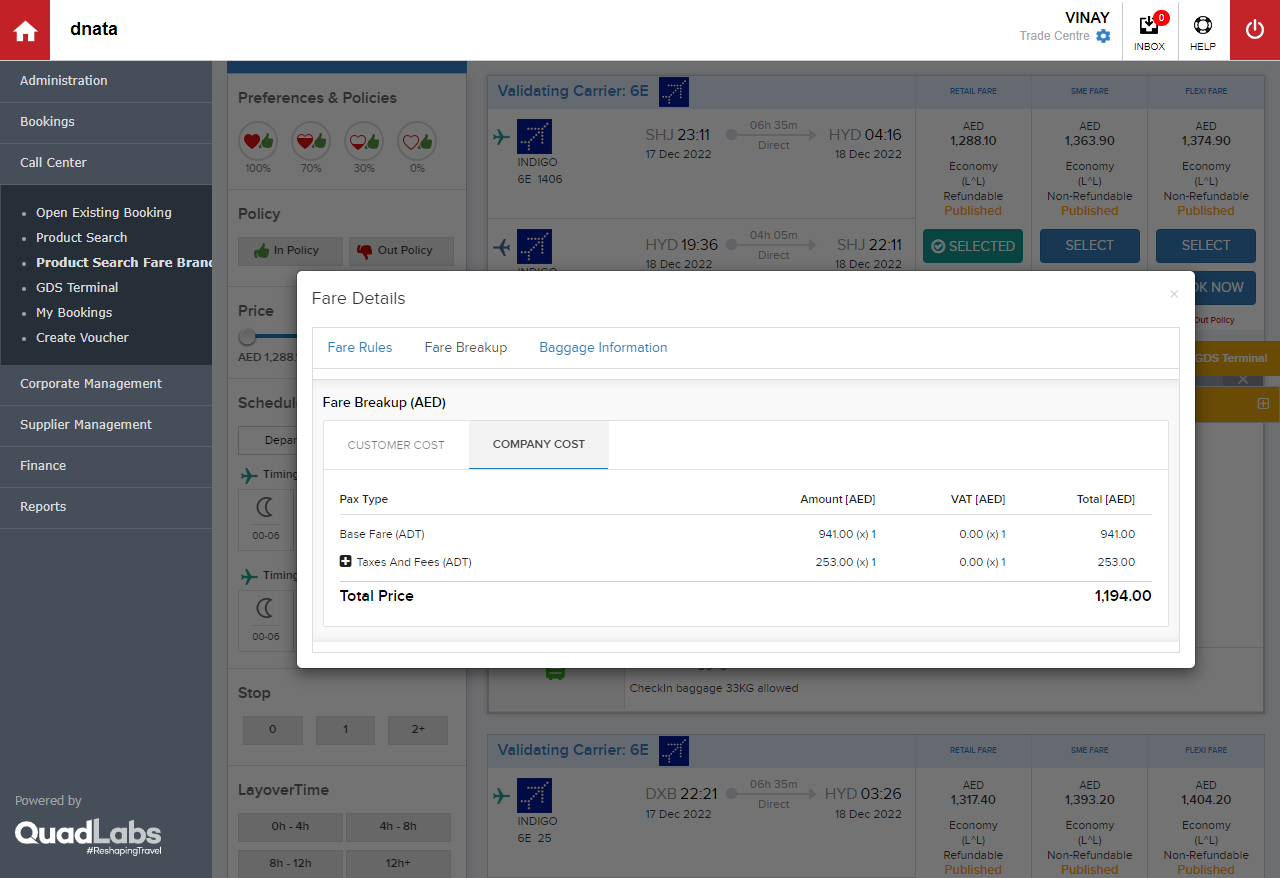 dnata
VINAY
Trade Centre
0
INBOX
HELP
Administration
Bookings
Call Center
Open Existing Booking
Product Search
Product Search Fare Brand
GDS Terminal
My Bookings
Create Voucher
Corporate Management
Supplier Management
Finance
Reports
Powered by
QuadLabs
#ReshapingTravel
Preferences & Policies
100% 70% 30% 0%
Policy
In Policy Out Policy
Price
AED 1,288.
Schedul
Depar
Timing
00-06
Timing
00-06
Stop
0 1 2+
LayoverTime
0h - 4h 4h - 8h
8h - 12h 12h+
Validating Carrier: 6E RETAIL FARE SME FARE FLEXI FARE
INDIGO
6E 1406
SHJ 23:11 06h 35m HYD 04:16
17 Dec 2022 Direct 18 Dec 2022
AED AED AED
1,288.10 1,363.90 1,374.90
Economy Economy Economy
(L^L) (L^L) (L^L)
Refundable Non-Refundable Non-Refundable
Published Published Published
INDIGO
HYD 19:36 04h 05m SHJ 22:11
18 Dec 2022 Direct 18 Dec 2022
SELECTED SELECT SELECT
OK NOW
Out Policy
GDS Terminal
Fare Details
×
Fare Rules Fare Breakup Baggage Information
Fare Breakup (AED)
CUSTOMER COST COMPANY COST
Pax Type Amount [AED] VAT [AED] Total [AED]
Base Fare (ADT) 941.00 (x) 1 0.00 (x) 1 941.00
Taxes And Fees (ADT) 253.00 (x) 1 0.00 (x) 1 253.00
Total Price 1,194.00
CheckIn baggage 33KG allowed
Validating Carrier: 6E RETAIL FARE SME FARE FLEXI FARE
INDIGO
6E 25
DXB 22:21 06h 35m HYD 03:26
17 Dec 2022 Direct 18 Dec 2022
AED AED AED
1,317.40 1,393.20 1,404.20
Economy Economy Economy
(L^L) (L^L) (L^L)
Refundable Non-Refundable Non-Refundable
Published Published Published